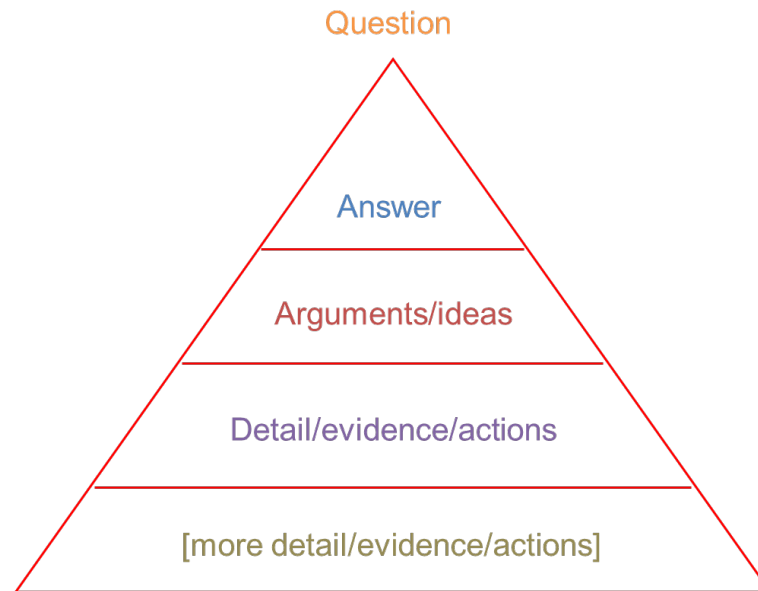 Question
Answer
Arguments/ideas
Detail/evidence/actions
[more detail/evidence/actions]